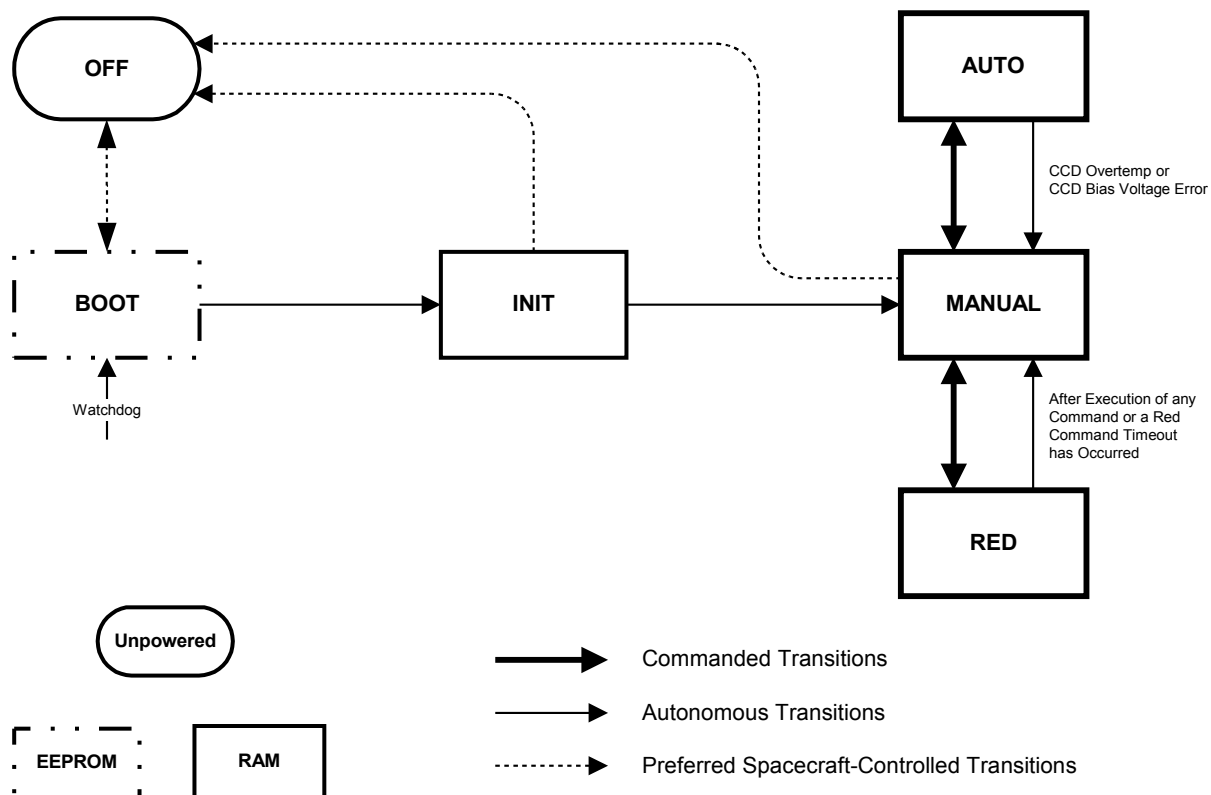 OFF
AUTO
CCD Overtemp or
CCD Bias Voltage Error
BOOT
INIT
MANUAL
Watchdog
After Execution of any
Command or a Red
Command Timeout
has Occurred
RED
Unpowered
Commanded Transitions
Autonomous Transitions
EEPROM
RAM
Preferred Spacecraft-Controlled Transitions